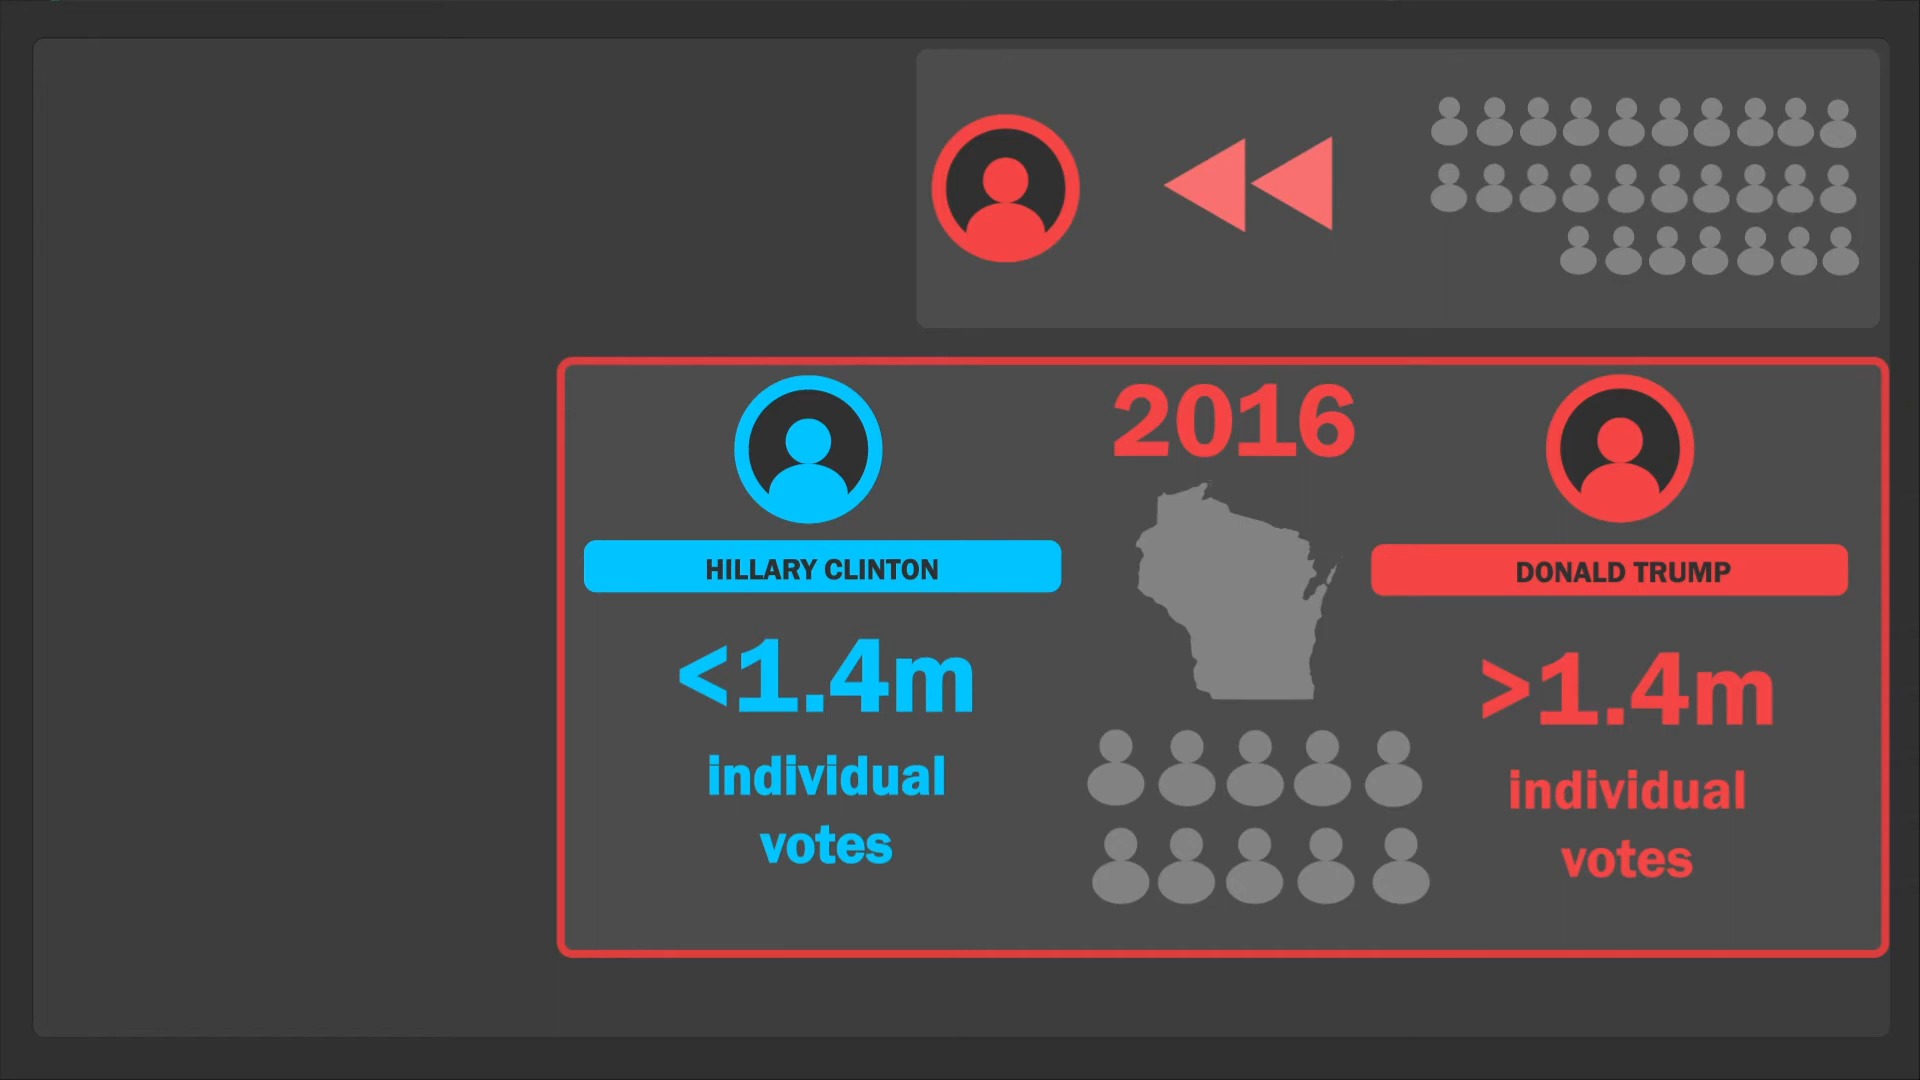 2016
HILLARY CLINTON
DONALD TRUMP
<1.4m
individual
votes
>1.4m
individual
votes